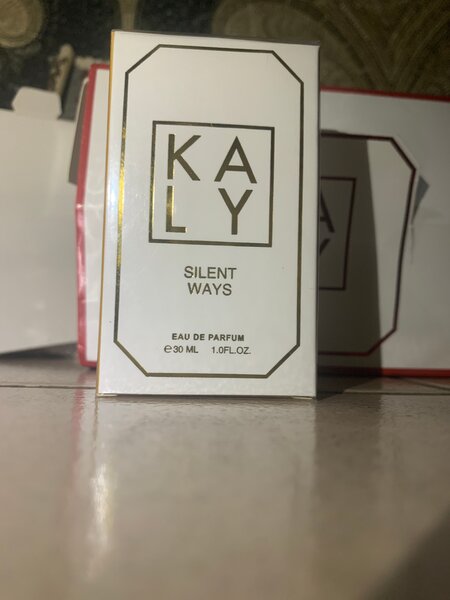 KA
LY
SILENT
WAYS
EAU DE PARFUM
℮30 ML 1.0FL.OZ.
A
Y